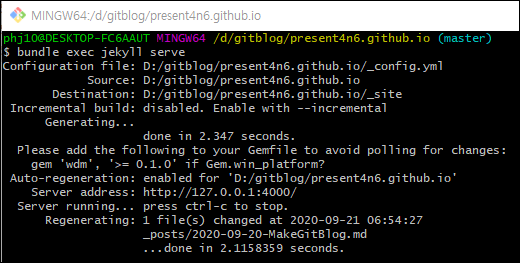 MINGW64:/d/gitblog/present4n6.github.io
phj10@DESKTOP-FC6AAUT MINGW64 /d/gitblog/present4n6.github.io (master)
$ bundle exec jekyll serve
Configuration file: D:/gitblog/present4n6.github.io/_config.yml
Source: D:/gitblog/present4n6.github.io
Destination: D:/gitblog/present4n6.github.io/_site
Incremental build: disabled. Enable with --incremental
Generating...
done in 2.347 seconds.
Please add the following to your Gemfile to avoid polling for changes:
gem 'wdm', '>= 0.1.0' if Gem.win_platform?
Auto-regeneration: enabled for 'D:/gitblog/present4n6.github.io'
Server address: http://127.0.0.1:4000/
Server running... press ctrl-c to stop.
Regenerating: 1 file(s) changed at 2020-09-21 06:54:27
_posts/2020-09-20-MakeGitBlog.md
...done in 2.1158359 seconds.